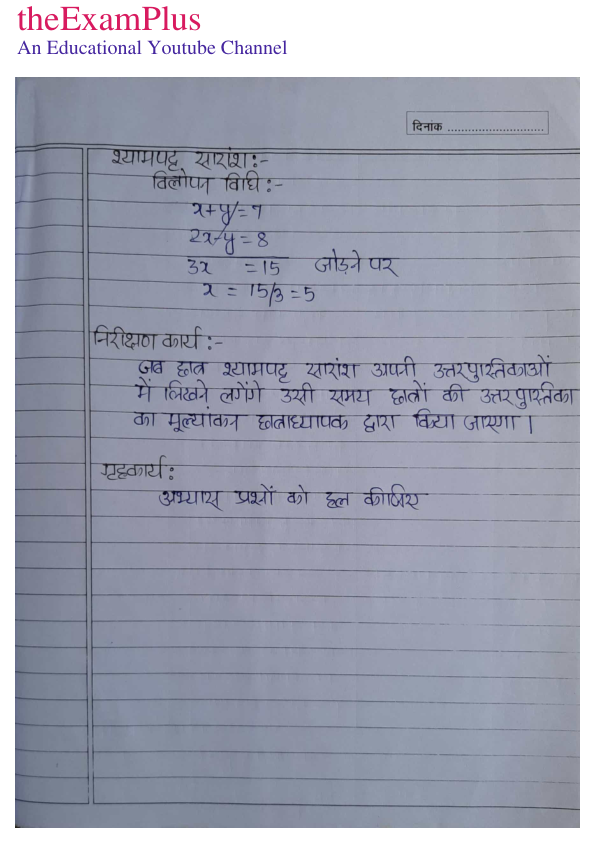 theExamPlus
An Educational Youtube Channel
दिनांक ............................
श्यामपट्ट सारांश:-
विलोपन विधि:-
x+y=7
2x-y=8
3x =15 जोड़ने पर
x = 15/3 = 5
निरीक्षण कार्य:-
जब छात्र श्यामपट्ट सारांश अपनी उत्तरपुस्तिकाओं
में लिखने लगेंगे उसी समय छात्रों की उत्तरपुस्तिका
का मूल्यांकन छात्राध्यापक द्वारा किया जाएगा।
गृहकार्य:
अभ्यास प्रश्नों को हल कीजिए